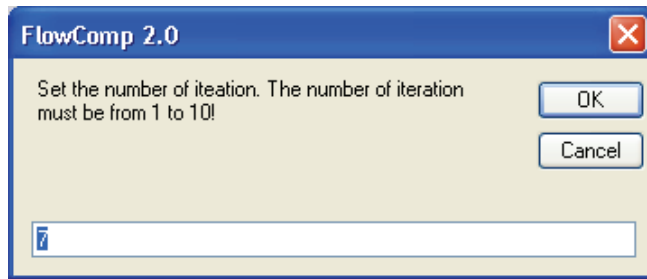 FlowComp 2.0
Set the number of iteation. The number of iteration
must be from 1 to 10!
OK
Cancel
7